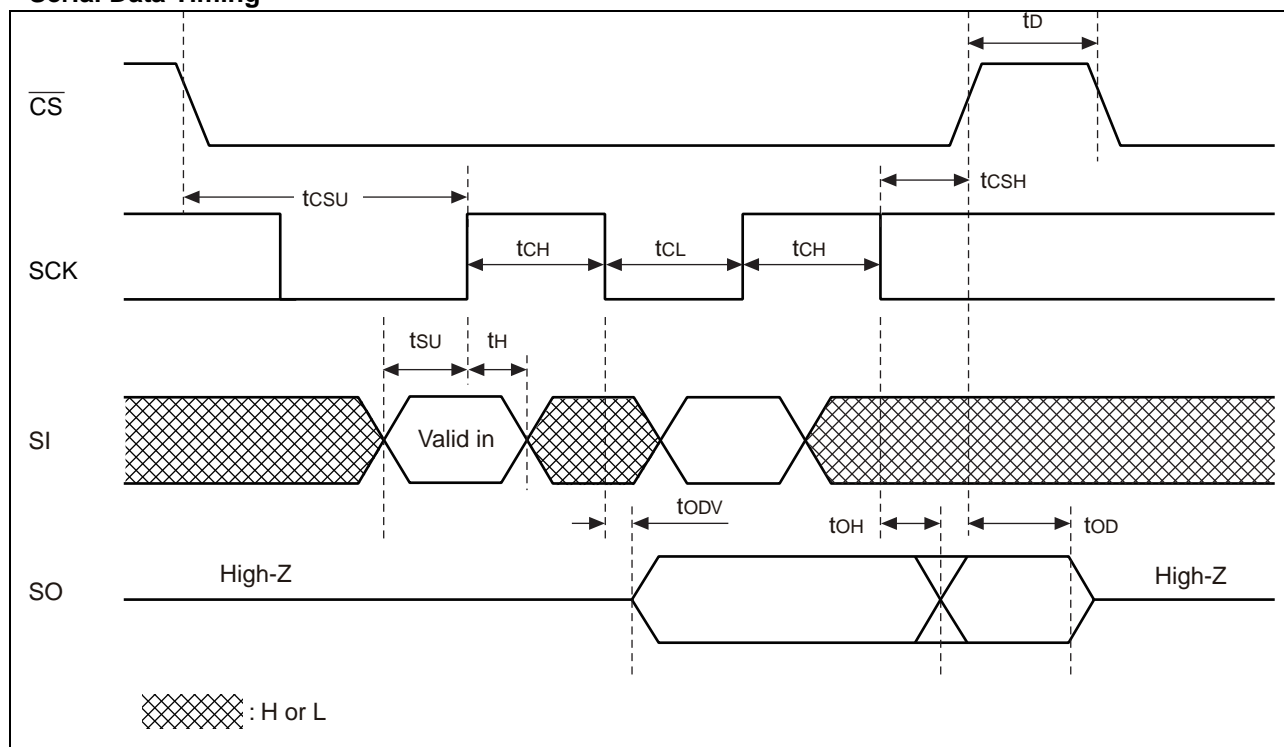 Serial Data Timing
tD
CS
tCSU
tCSH
tCH
tCL
tCH
SCK
tSU
tH
SI
Valid in
tODV
tOH
tOD
High-Z
High-Z
SO
: H or L